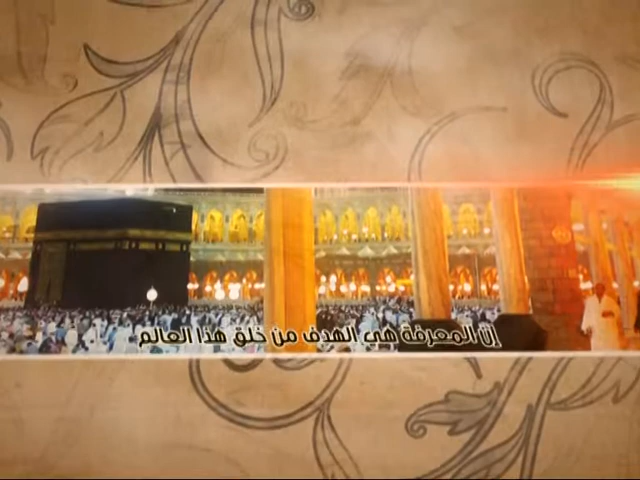 إنّ المعرفة هي الهدف من خلق هذا العالم